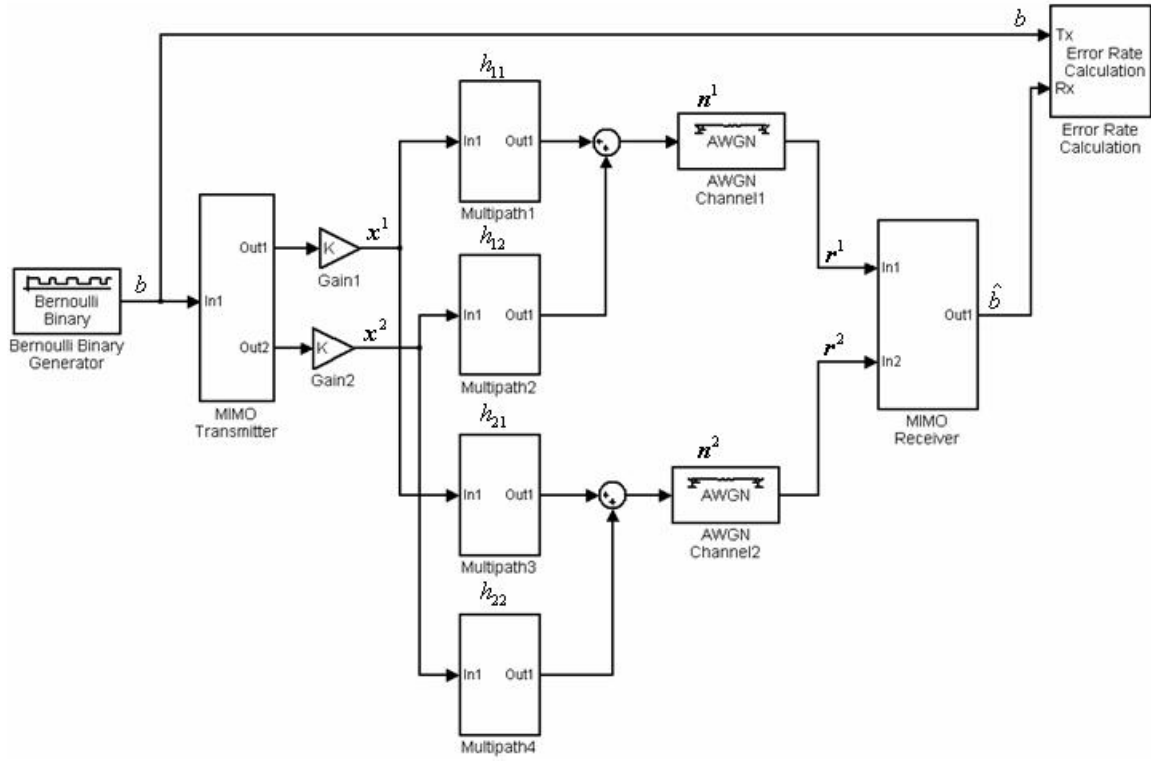 b
Tx
Error Rate
Calculation
Rx
Error Rate
Calculation
h₁₁
In1
Out1
Multipath1
n¹
AWGN
AWGN
Channel1
Bernoulli
Binary
Bernoulli Binary
Generator
b
In1
Out1
Out2
MIMO
Transmitter
K
Gain1
x¹
K
Gain2
x²
h₁₂
In1
Out1
Multipath2
h₂₁
In1
Out1
Multipath3
h₂₂
In1
Out1
Multipath4
n²
AWGN
AWGN
Channel2
r¹
In1
r²
In2
Out1
MIMO
Receiver
b̂